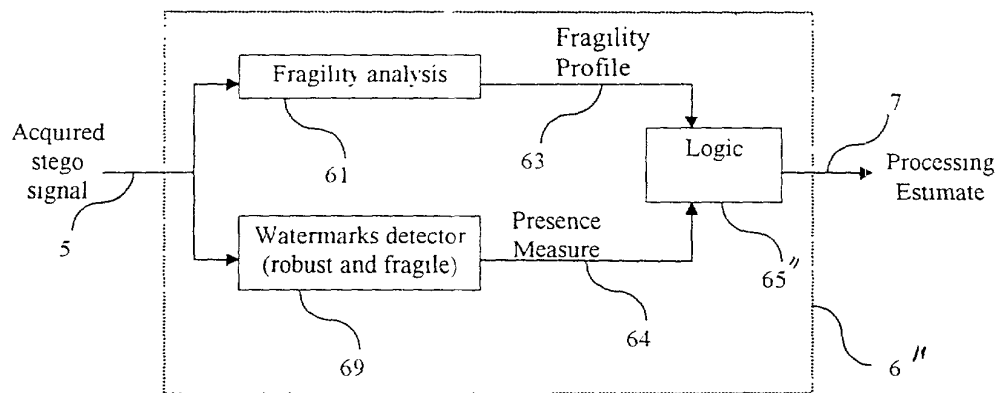 Acquired
stego
signal
5
Fragility analysis
61
Fragility
Profile
63
Watermarks detector
(robust and fragile)
69
Presence
Measure
64
Logic
65"
7
Processing
Estimate
6"